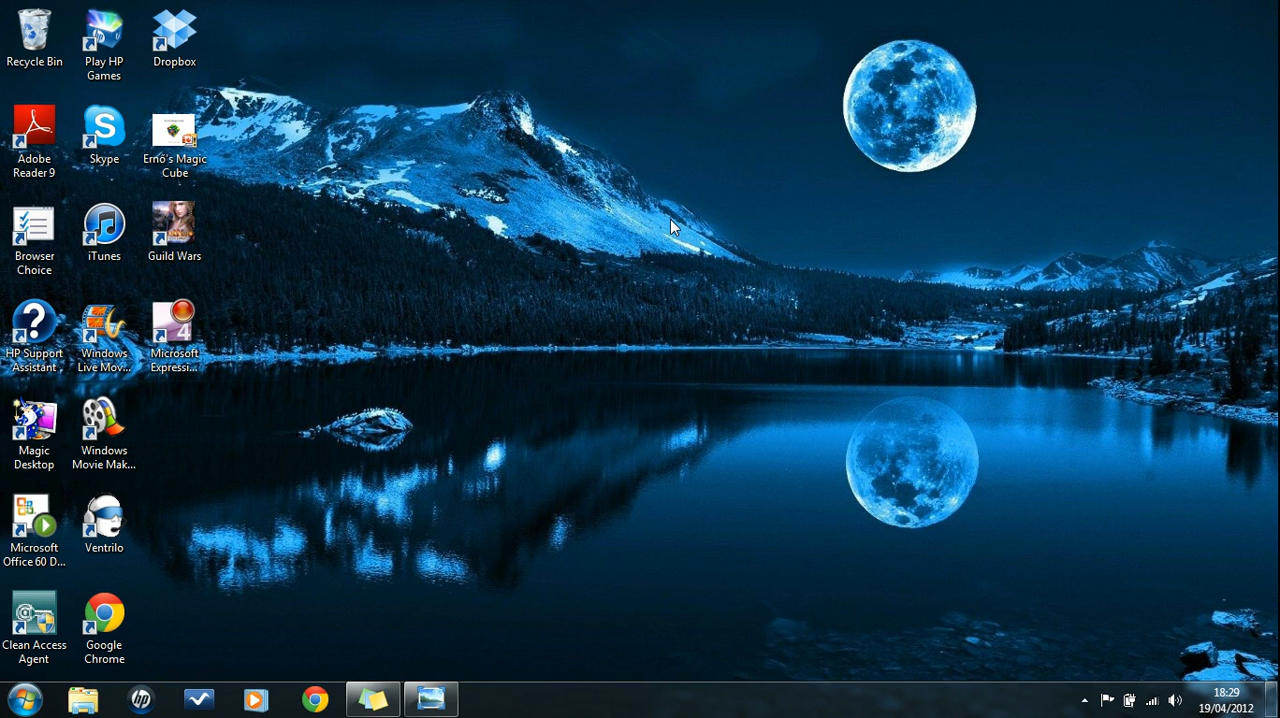 Recycle Bin
Play HP
Games
Dropbox
Adobe
Reader 9
Skype
Ernő's Magic
Cube
Browser
Choice
iTunes
Guild Wars
HP Support
Assistant
Windows
Live Mov...
Microsoft
Expressi...
Magic
Desktop
Windows
Movie Mak...
Microsoft
Office 60 D...
Ventrilo
Clean Access
Agent
Google
Chrome
18:29
19/04/2012